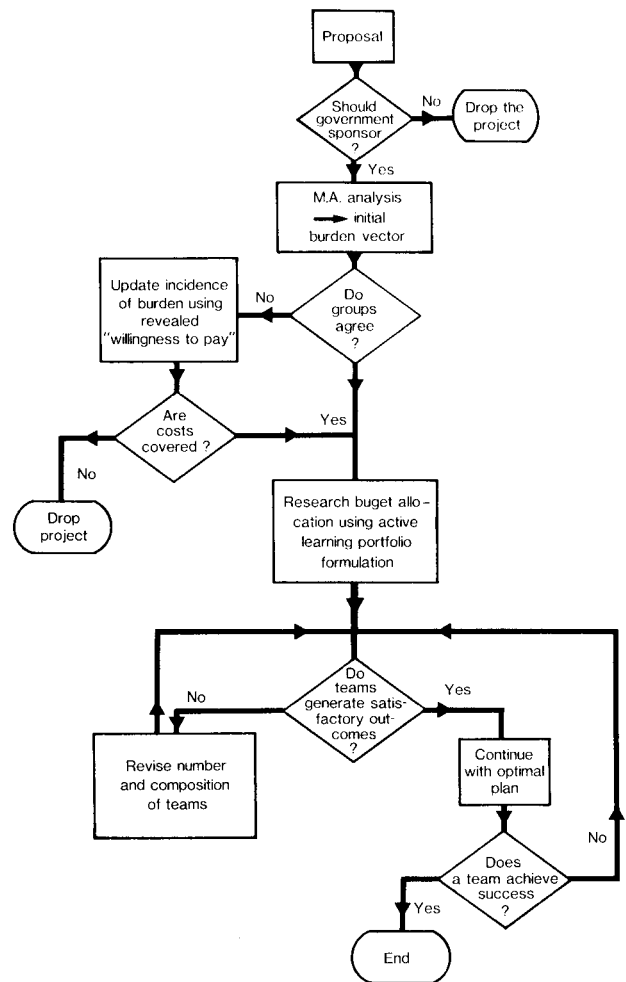 Proposal
Should
government
sponsor
?
No
Drop the
project
Yes
M.A. analysis
initial
burden vector
Update incidence
of burden using
revealed
"willingness to pay"
No
Do
groups
agree
?
Are
costs
covered ?
Yes
No
Drop
project
Research buget allo-
cation using active
learning portfolio
formulation
Do
teams
generate satis-
factory out-
comes
?
No
Yes
Revise number
and composition
of teams
Continue
with optimal
plan
No
Does
a team achieve
success
?
Yes
End